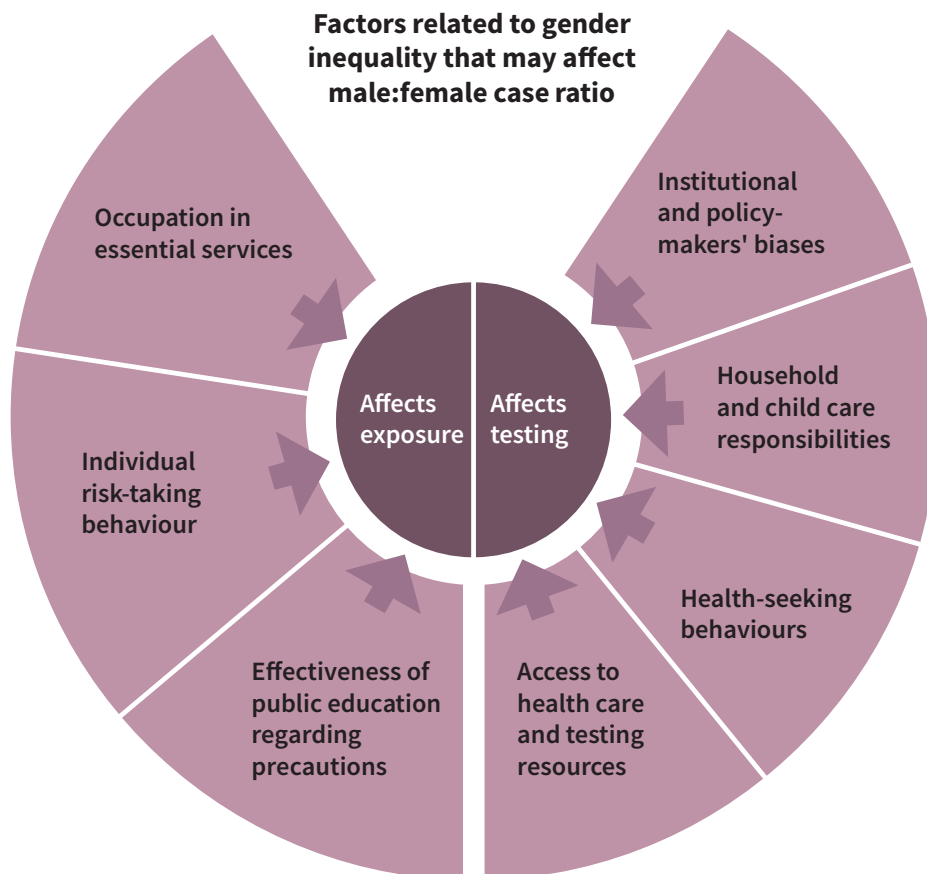 Factors related to gender
inequality that may affect
male:female case ratio
Occupation in
essential services
Individual
risk-taking
behaviour
Effectiveness of
public education
regarding
precautions
Affects
exposure
Affects
testing
Institutional
and policy-
makers' biases
Household
and child care
responsibilities
Health-seeking
behaviours
Access to
health care
and testing
resources